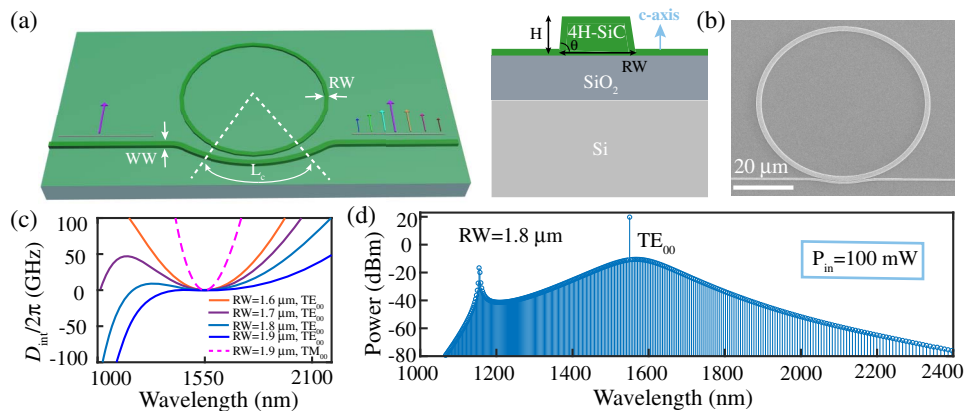 (a)
RW
WW
L_c
H
4H-SiC
θ
RW
c-axis
SiO₂
Si
(b)
20 μm
(c)
D_int/2π (GHz)
100
50
0
-50
-100
RW=1.6 μm, TE₀₀
RW=1.7 μm, TE₀₀
RW=1.8 μm, TE₀₀
RW=1.9 μm, TE₀₀
RW=1.9 μm, TM₀₀
1000 1550 2100
Wavelength (nm)
(d)
Power (dBm)
20
0
-20
-40
-60
-80
RW=1.8 μm
TE₀₀
P_in=100 mW
1000 1200 1400 1600 1800 2000 2200 2400
Wavelength (nm)